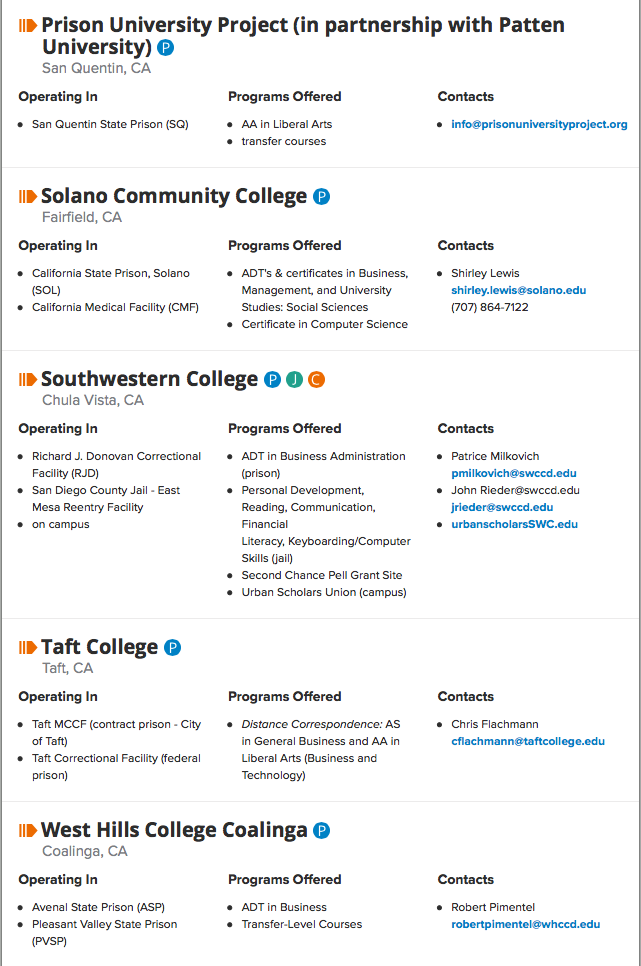 Prison University Project (in partnership with Patten
University) P
San Quentin, CA
Operating In
San Quentin State Prison (SQ)
Programs Offered
AA in Liberal Arts
transfer courses
Contacts
info@prisonuniversityproject.org
Solano Community College P
Fairfield, CA
Operating In
California State Prison, Solano
(SOL)
California Medical Facility (CMF)
Programs Offered
ADT's & certificates in Business,
Management, and University
Studies: Social Sciences
Certificate in Computer Science
Contacts
Shirley Lewis
shirley.lewis@solano.edu
(707) 864-7122
Southwestern College P J C
Chula Vista, CA
Operating In
Richard J. Donovan Correctional
Facility (RJD)
San Diego County Jail - East
Mesa Reentry Facility
on campus
Programs Offered
ADT in Business Administration
(prison)
Personal Development,
Reading, Communication,
Financial
Literacy, Keyboarding/Computer
Skills (jail)
Second Chance Pell Grant Site
Urban Scholars Union (campus)
Contacts
Patrice Milkovich
pmilkovich@swccd.edu
John Rieder@swccd.edu
jrieder@swccd.edu
urbanscholarsSWC.edu
Taft College P
Taft, CA
Operating In
Taft MCCF (contract prison - City
of Taft)
Taft Correctional Facility (federal
prison)
Programs Offered
Distance Correspondence: AS
in General Business and AA in
Liberal Arts (Business and
Technology)
Contacts
Chris Flachmann
cflachmann@taftcollege.edu
West Hills College Coalinga P
Coalinga, CA
Operating In
Avenal State Prison (ASP)
Pleasant Valley State Prison
(PVSP)
Programs Offered
ADT in Business
Transfer-Level Courses
Contacts
Robert Pimentel
robertpimentel@whccd.edu